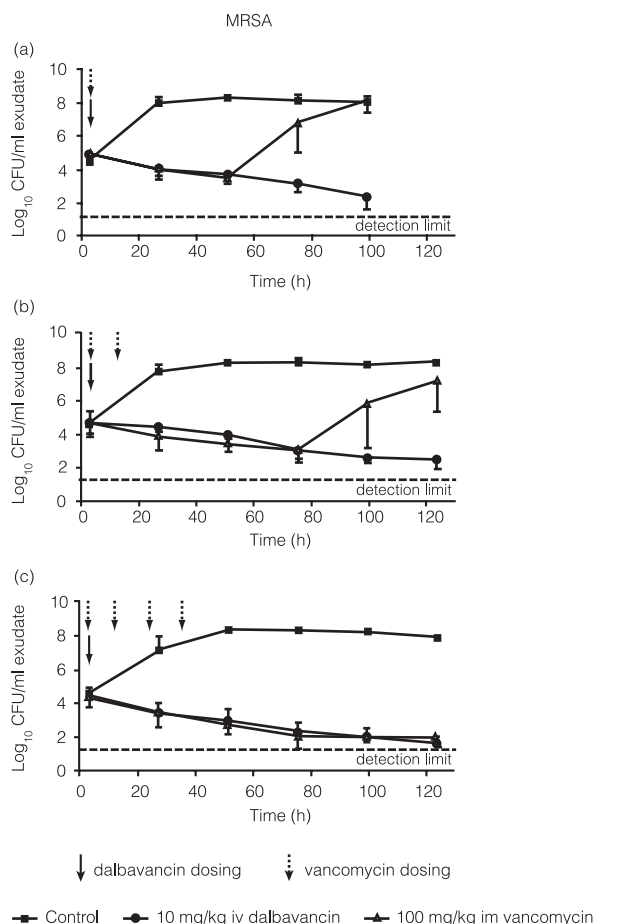 MRSA
(a)
Log10 CFU/ml exudate
10
8
6
4
2
0
detection limit
0 20 40 60 80 100 120
Time (h)
(b)
Log10 CFU/ml exudate
10
8
6
4
2
0
detection limit
0 20 40 60 80 100 120
Time (h)
(c)
Log10 CFU/ml exudate
10
8
6
4
2
0
detection limit
0 20 40 60 80 100 120
Time (h)
dalbavancin dosing vancomycin dosing
Control 10 mg/kg iv dalbavancin 100 mg/kg im vancomycin